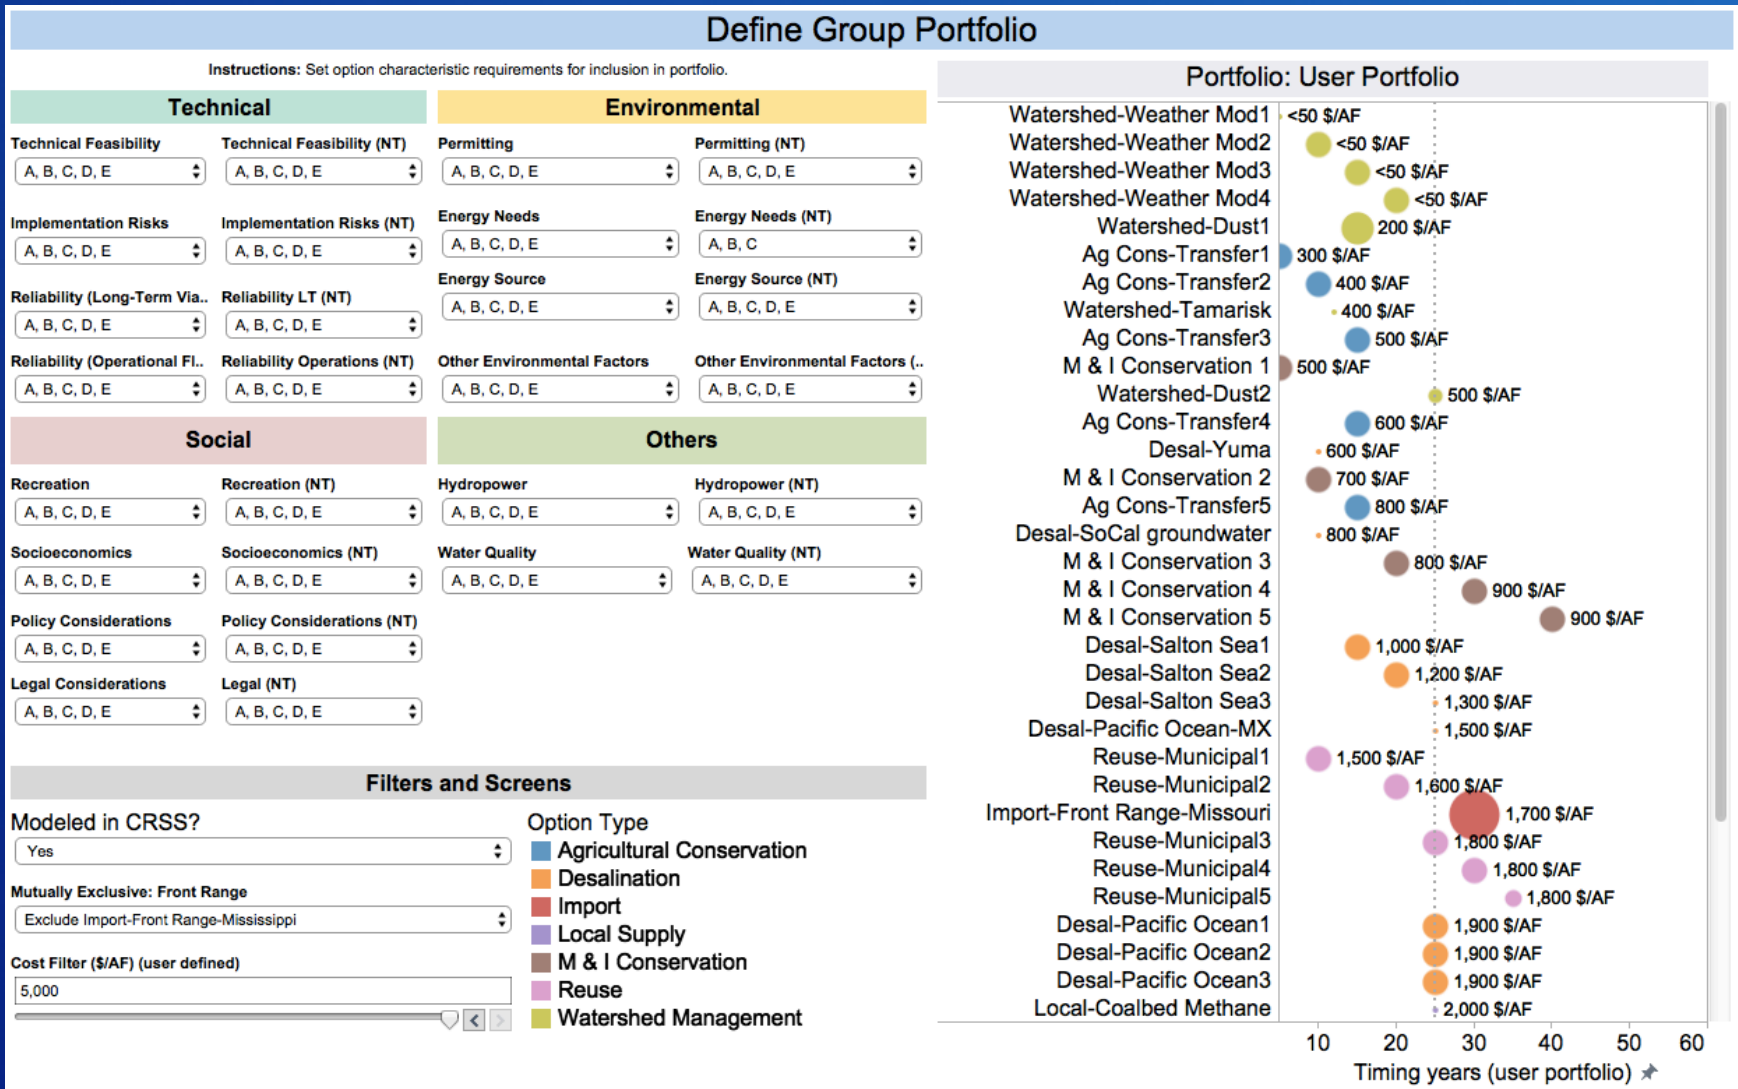 Define Group Portfolio
Instructions: Set option characteristic requirements for inclusion in portfolio.
Technical
Environmental
Technical Feasibility
Technical Feasibility (NT)
Permitting
Permitting (NT)
A, B, C, D, E
A, B, C, D, E
A, B, C, D, E
A, B, C, D, E
Implementation Risks
Implementation Risks (NT)
Energy Needs
Energy Needs (NT)
A, B, C, D, E
A, B, C, D, E
A, B, C, D, E
A, B, C
Reliability (Long-Term Via..
Reliability LT (NT)
Energy Source
Energy Source (NT)
A, B, C, D, E
A, B, C, D, E
A, B, C, D, E
A, B, C, D, E
Reliability (Operational Fl..
Reliability Operations (NT)
Other Environmental Factors
Other Environmental Factors (..
A, B, C, D, E
A, B, C, D, E
A, B, C, D, E
A, B, C, D, E
Social
Others
Recreation
Recreation (NT)
Hydropower
Hydropower (NT)
A, B, C, D, E
A, B, C, D, E
A, B, C, D, E
A, B, C, D, E
Socioeconomics
Socioeconomics (NT)
Water Quality
Water Quality (NT)
A, B, C, D, E
A, B, C, D, E
A, B, C, D, E
A, B, C, D, E
Policy Considerations
Policy Considerations (NT)
A, B, C, D, E
A, B, C, D, E
Legal Considerations
Legal (NT)
A, B, C, D, E
A, B, C, D, E
Filters and Screens
Modeled in CRSS?
Yes
Mutually Exclusive: Front Range
Exclude Import-Front Range-Mississippi
Cost Filter ($/AF) (user defined)
5,000
Option Type
Agricultural Conservation
Desalination
Import
Local Supply
M & I Conservation
Reuse
Watershed Management
Portfolio: User Portfolio
Watershed-Weather Mod1 <50 $/AF
Watershed-Weather Mod2 <50 $/AF
Watershed-Weather Mod3 <50 $/AF
Watershed-Weather Mod4 <50 $/AF
Watershed-Dust1 200 $/AF
Ag Cons-Transfer1 300 $/AF
Ag Cons-Transfer2 400 $/AF
Watershed-Tamarisk 400 $/AF
Ag Cons-Transfer3 500 $/AF
M & I Conservation 1 500 $/AF
Watershed-Dust2 500 $/AF
Ag Cons-Transfer4 600 $/AF
Desal-Yuma 600 $/AF
M & I Conservation 2 700 $/AF
Ag Cons-Transfer5 800 $/AF
Desal-SoCal groundwater 800 $/AF
M & I Conservation 3 800 $/AF
M & I Conservation 4 900 $/AF
M & I Conservation 5 900 $/AF
Desal-Salton Sea1 1,000 $/AF
Desal-Salton Sea2 1,200 $/AF
Desal-Salton Sea3 1,300 $/AF
Desal-Pacific Ocean-MX 1,500 $/AF
Reuse-Municipal1 1,500 $/AF
Reuse-Municipal2 1,600 $/AF
Import-Front Range-Missouri 1,700 $/AF
Reuse-Municipal3 1,800 $/AF
Reuse-Municipal4 1,800 $/AF
Reuse-Municipal5 1,800 $/AF
Desal-Pacific Ocean1 1,900 $/AF
Desal-Pacific Ocean2 1,900 $/AF
Desal-Pacific Ocean3 1,900 $/AF
Local-Coalbed Methane 2,000 $/AF
10 20 30 40 50 60
Timing years (user portfolio)